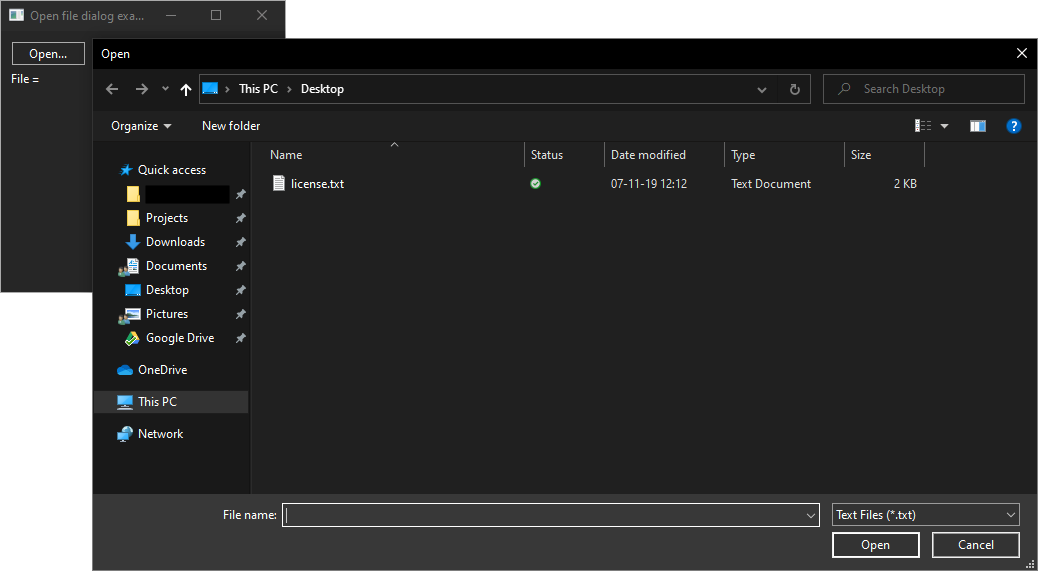 Open file dialog exa...
Open...
File =
Open
This PC
Desktop
Search Desktop
Organize
New folder
?
Name
Status
Date modified
Type
Size
license.txt
07-11-19 12:12
Text Document
2 KB
Quick access
Projects
Downloads
Documents
Desktop
Pictures
Google Drive
OneDrive
This PC
Network
File name:
Text Files (*.txt)
Open
Cancel